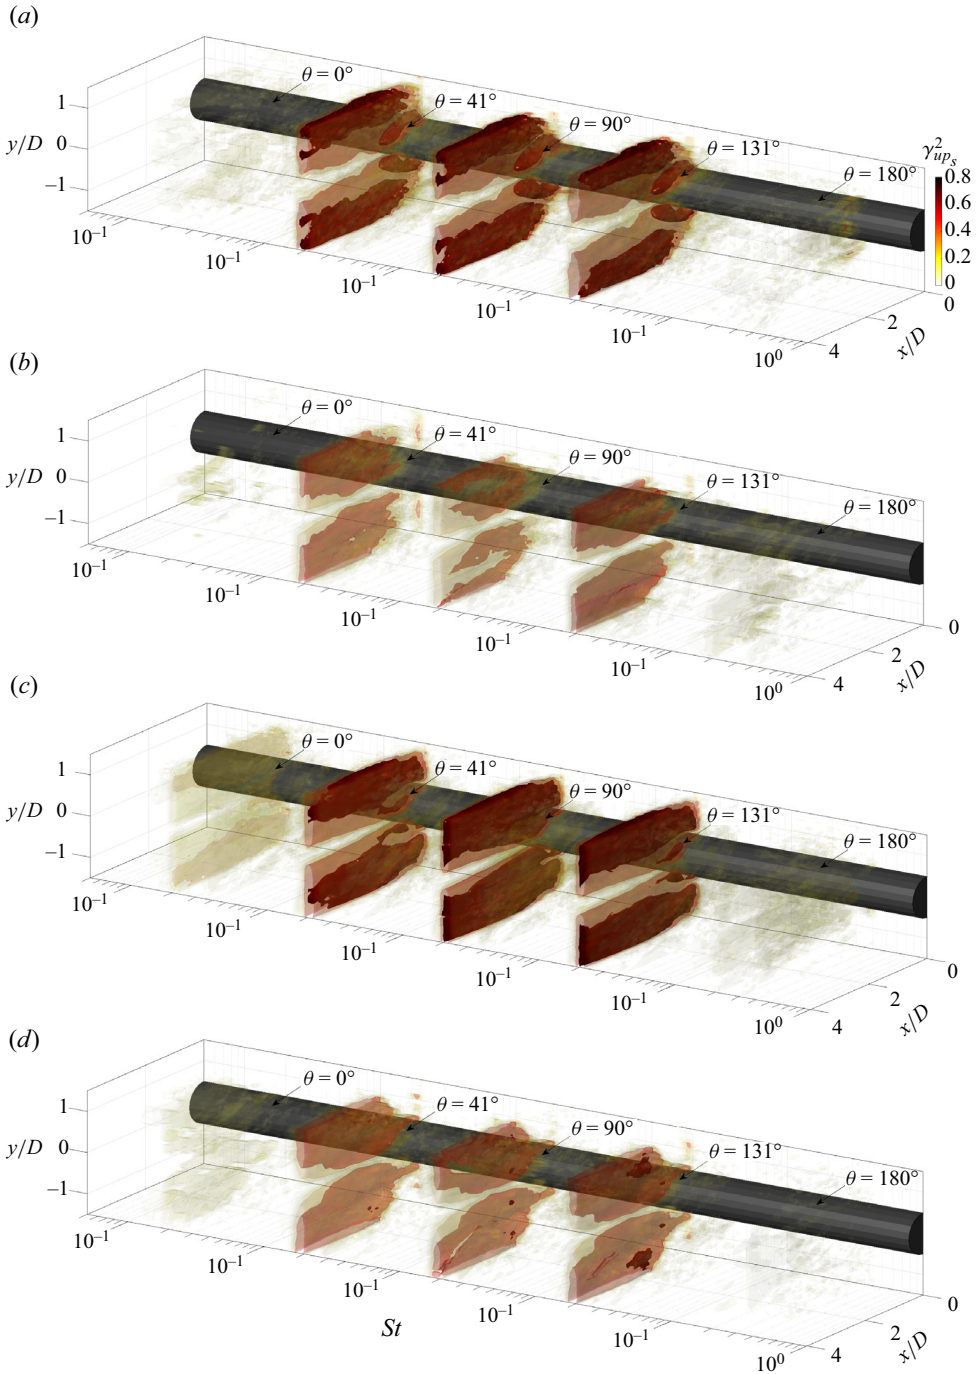 (a)
θ = 0°
θ = 41°
θ = 90°
θ = 131°
θ = 180°
γ²ᵤₚₛ
0.8
0.6
0.4
0.2
0
1
y/D 0
−1
10⁻¹
10⁻¹
10⁻¹
10⁻¹
10⁻¹
10⁰
4
2
0
x/D
(b)
θ = 0°
θ = 41°
θ = 90°
θ = 131°
θ = 180°
1
y/D 0
−1
10⁻¹
10⁻¹
10⁻¹
10⁻¹
10⁻¹
10⁰
4
2
0
x/D
(c)
θ = 0°
θ = 41°
θ = 90°
θ = 131°
θ = 180°
1
y/D 0
−1
10⁻¹
10⁻¹
10⁻¹
10⁻¹
10⁻¹
10⁰
4
2
0
x/D
(d)
θ = 0°
θ = 41°
θ = 90°
θ = 131°
θ = 180°
1
y/D 0
−1
10⁻¹
10⁻¹
10⁻¹
10⁻¹
10⁻¹
10⁰
4
2
0
x/D
St